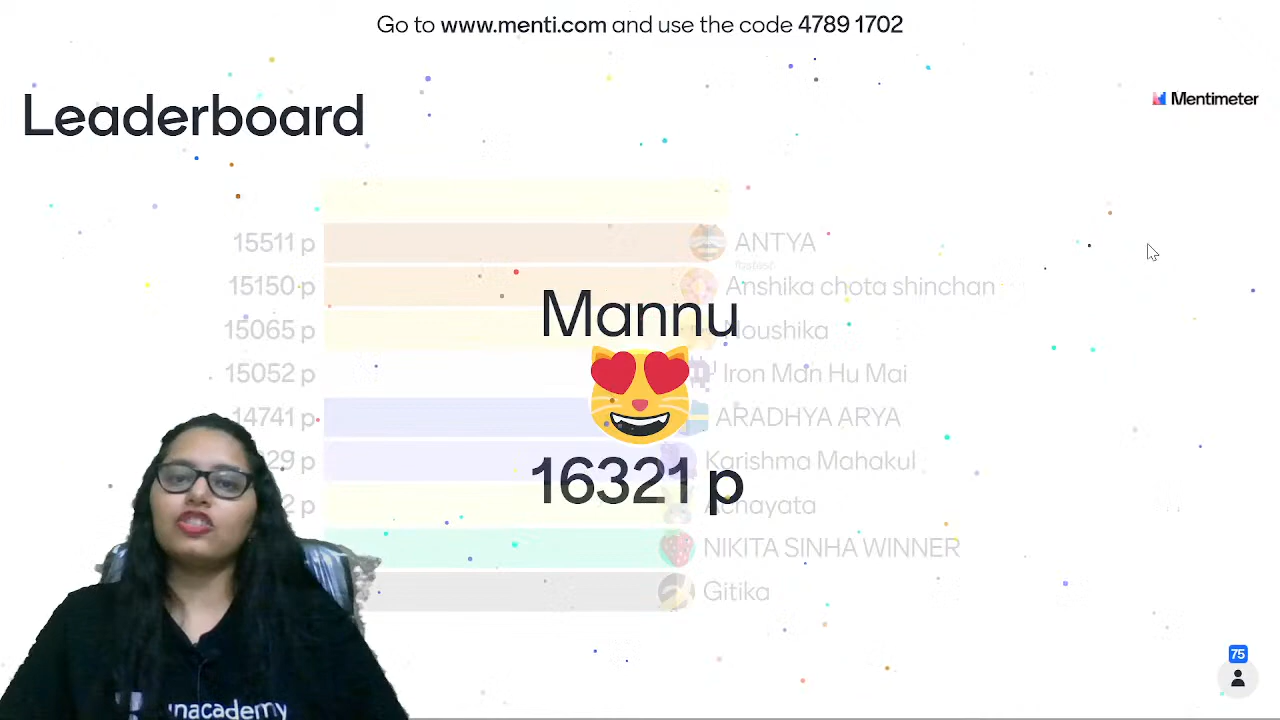 Go to www.menti.com and use the code 4789 1702
Leaderboard
Mentimeter
15511 p ANTYA
fastest
15150 p Anshika chota shinchan
Mannu
15065 p
15052 p Iron Man Hu Mai
14741 p ARADHYA ARYA
Karishma Mahakul
16321 p
p
NIKITA SINHA WINNER
Gitika
75
unacademy